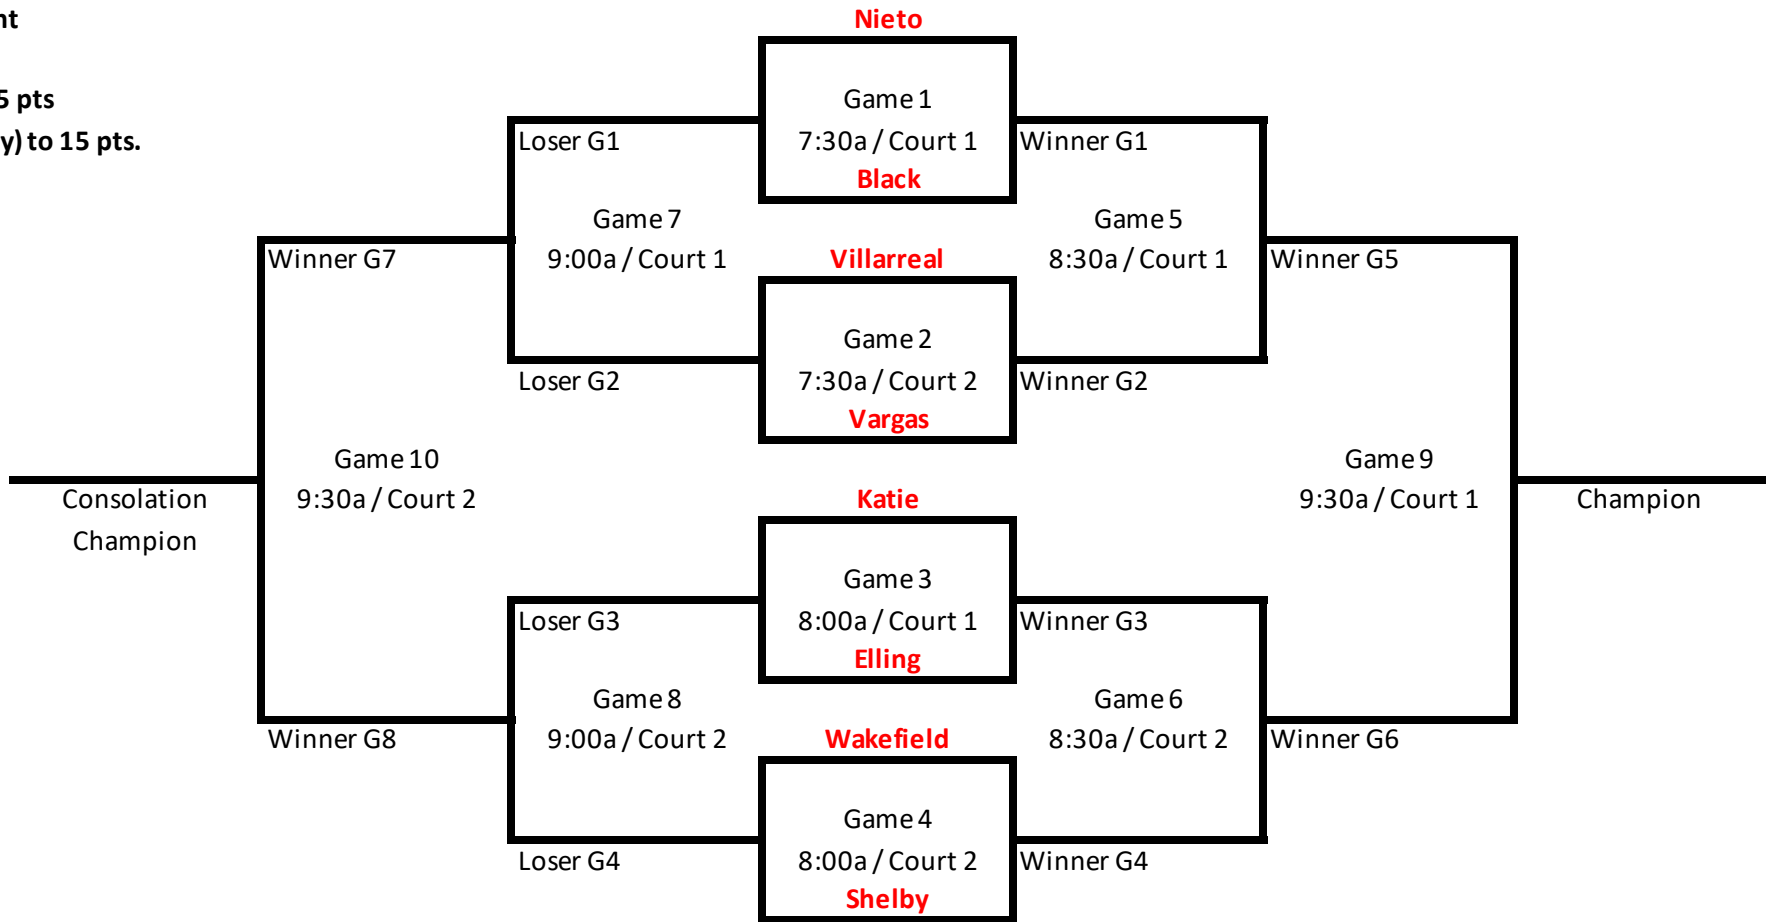 Nieto
5 pts
y) to 15 pts.
Game 1
7:30a / Court 1
Black
Loser G1
Winner G1
Game 7
9:00a / Court 1
Game 5
8:30a / Court 1
Winner G7
Villarreal
Winner G5
Game 2
7:30a / Court 2
Vargas
Loser G2
Winner G2
Game 10
9:30a / Court 2
Game 9
9:30a / Court 1
Consolation
Champion
Champion
Katie
Game 3
8:00a / Court 1
Elling
Loser G3
Winner G3
Game 8
9:00a / Court 2
Game 6
8:30a / Court 2
Winner G8
Wakefield
Winner G6
Game 4
8:00a / Court 2
Shelby
Loser G4
Winner G4